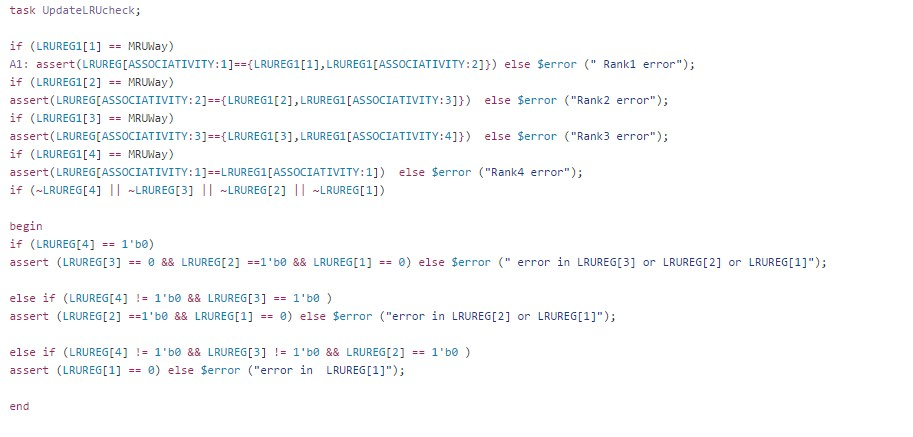 task UpdateLRUcheck;
if (LRUREG1[1] == MRUWay)
A1: assert(LRUREG[ASSOCIATIVITY:1]=={LRUREG1[1],LRUREG1[ASSOCIATIVITY:2]}) else $error (" Rank1 error");
if (LRUREG1[2] == MRUWay)
assert(LRUREG[ASSOCIATIVITY:2]=={LRUREG1[2],LRUREG1[ASSOCIATIVITY:3]})  else $error ("Rank2 error");
if (LRUREG1[3] == MRUWay)
assert(LRUREG[ASSOCIATIVITY:3]=={LRUREG1[3],LRUREG1[ASSOCIATIVITY:4]})  else $error ("Rank3 error");
if (LRUREG1[4] == MRUWay)
assert(LRUREG[ASSOCIATIVITY:1]==LRUREG1[ASSOCIATIVITY:1])  else $error ("Rank4 error");
if (~LRUREG[4] || ~LRUREG[3] || ~LRUREG[2] || ~LRUREG[1])
begin
if (LRUREG[4] == 1'b0)
assert (LRUREG[3] == 0 && LRUREG[2] ==1'b0 && LRUREG[1] == 0) else $error (" error in LRUREG[3] or LRUREG[2] or LRUREG[1]");
else if (LRUREG[4] != 1'b0 && LRUREG[3] == 1'b0 )
assert (LRUREG[2] ==1'b0 && LRUREG[1] == 0) else $error ("error in LRUREG[2] or LRUREG[1]");
else if (LRUREG[4] != 1'b0 && LRUREG[3] != 1'b0 && LRUREG[2] == 1'b0 )
assert (LRUREG[1] == 0) else $error ("error in  LRUREG[1]");
end